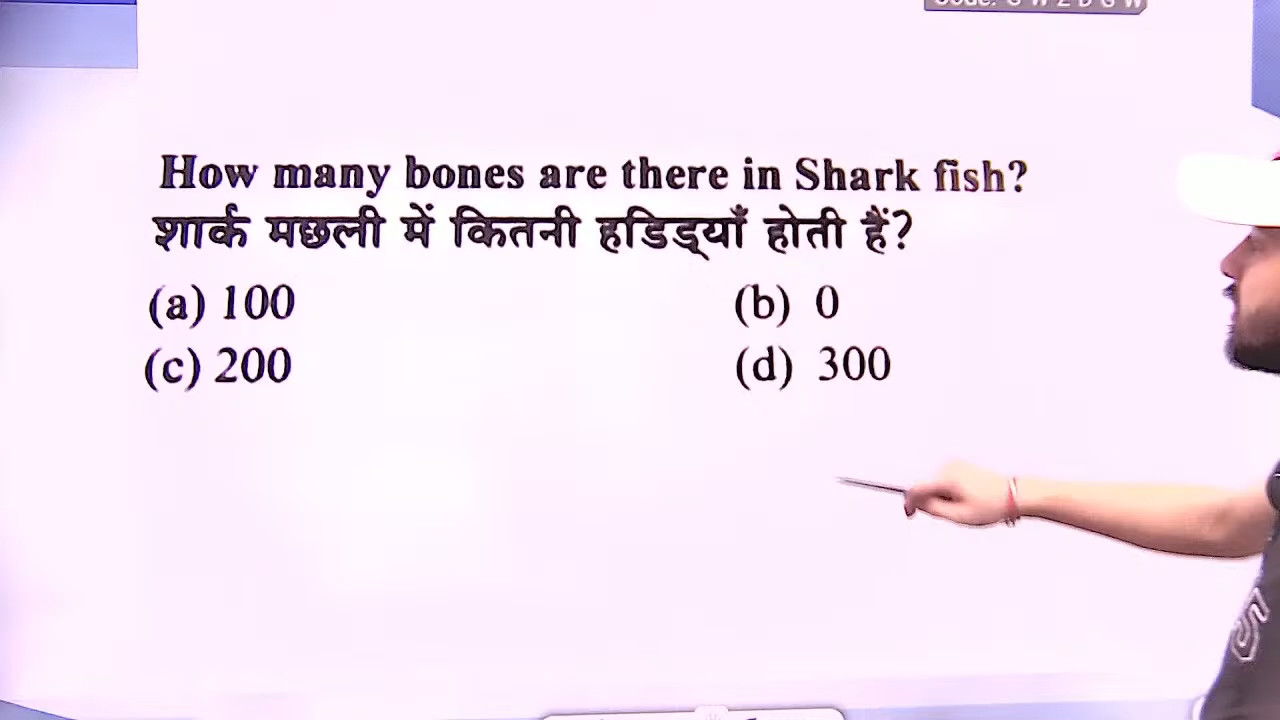 How many bones are there in Shark fish?
शार्क मछली में कितनी हडिड्याँ होती हैं?
(a) 100
(b) 0
(c) 200
(d) 300